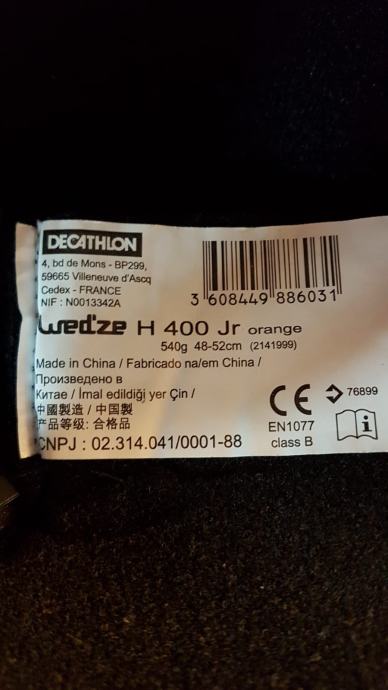 DECATHLON
4, bd de Mons - BP299,
59665 Villeneuve d'Ascq
Cedex - FRANCE
NIF : N0013342A
3 608449 886031
wed'ze H 400 Jr orange
540g 48-52cm (2141999)
Made in China / Fabricado na/em China /
Произведено в
Китае / İmal edildiği yer Çin /
中國製造 / 中国製
产品等级: 合格品
CNPJ : 02.314.041/0001-88
CE
76899
EN1077
class B
i